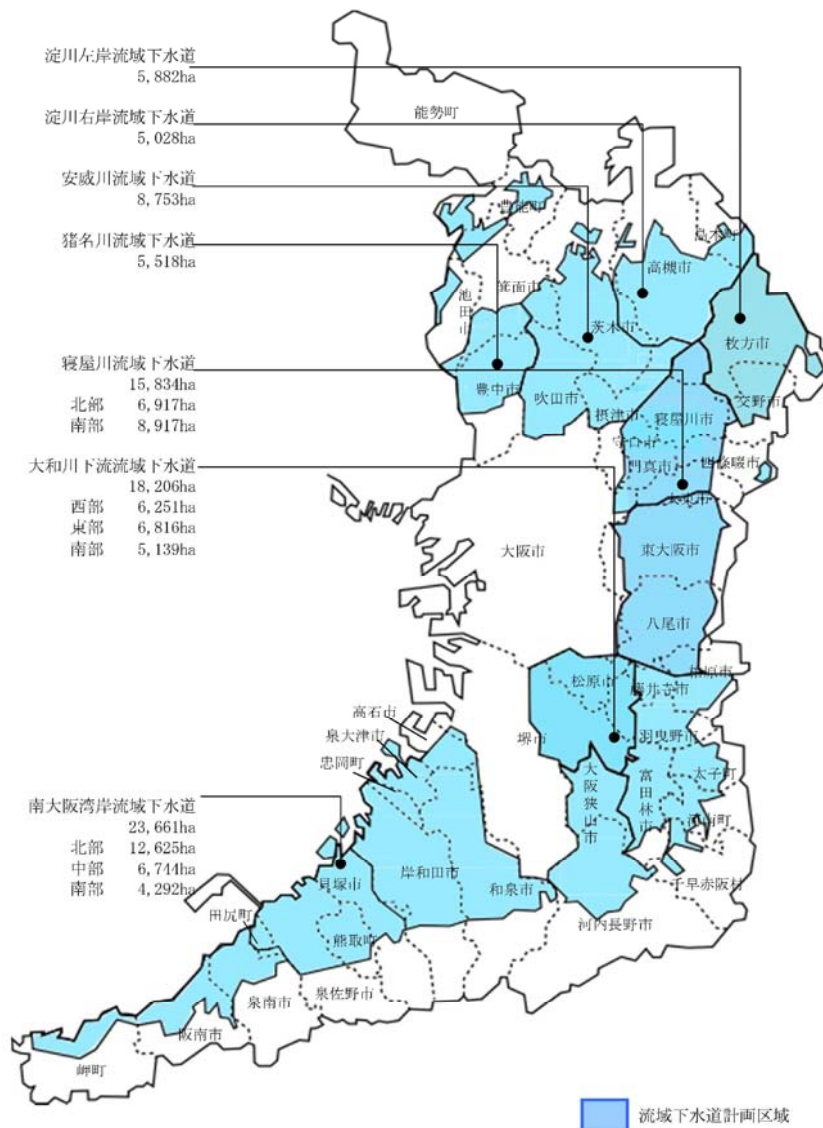 淀川左岸流域下水道
5,882ha
淀川右岸流域下水道
5,028ha
安威川流域下水道
8,753ha
猪名川流域下水道
5,518ha
寝屋川流域下水道
15,834ha
北部 6,917ha
南部 8,917ha
大和川下流流域下水道
18,206ha
西部 6,251ha
東部 6,816ha
南部 5,139ha
南大阪湾岸流域下水道
23,661ha
北部 12,625ha
中部 6,744ha
南部 4,292ha
能勢町
豊能町
島本町
高槻市
箕面市
池田市
茨木市
枚方市
豊中市
吹田市
摂津市
交野市
寝屋川市
守口市
門真市
四條畷市
大東市
大阪市
東大阪市
八尾市
柏原市
松原市
藤井寺市
高石市
泉大津市
忠岡町
堺市
羽曳野市
大阪狭山市
富田林市
太子町
河南町
千早赤阪村
岸和田市
和泉市
貝塚市
河内長野市
田尻町
熊取町
泉佐野市
泉南市
阪南市
岬町
流域下水道計画区域